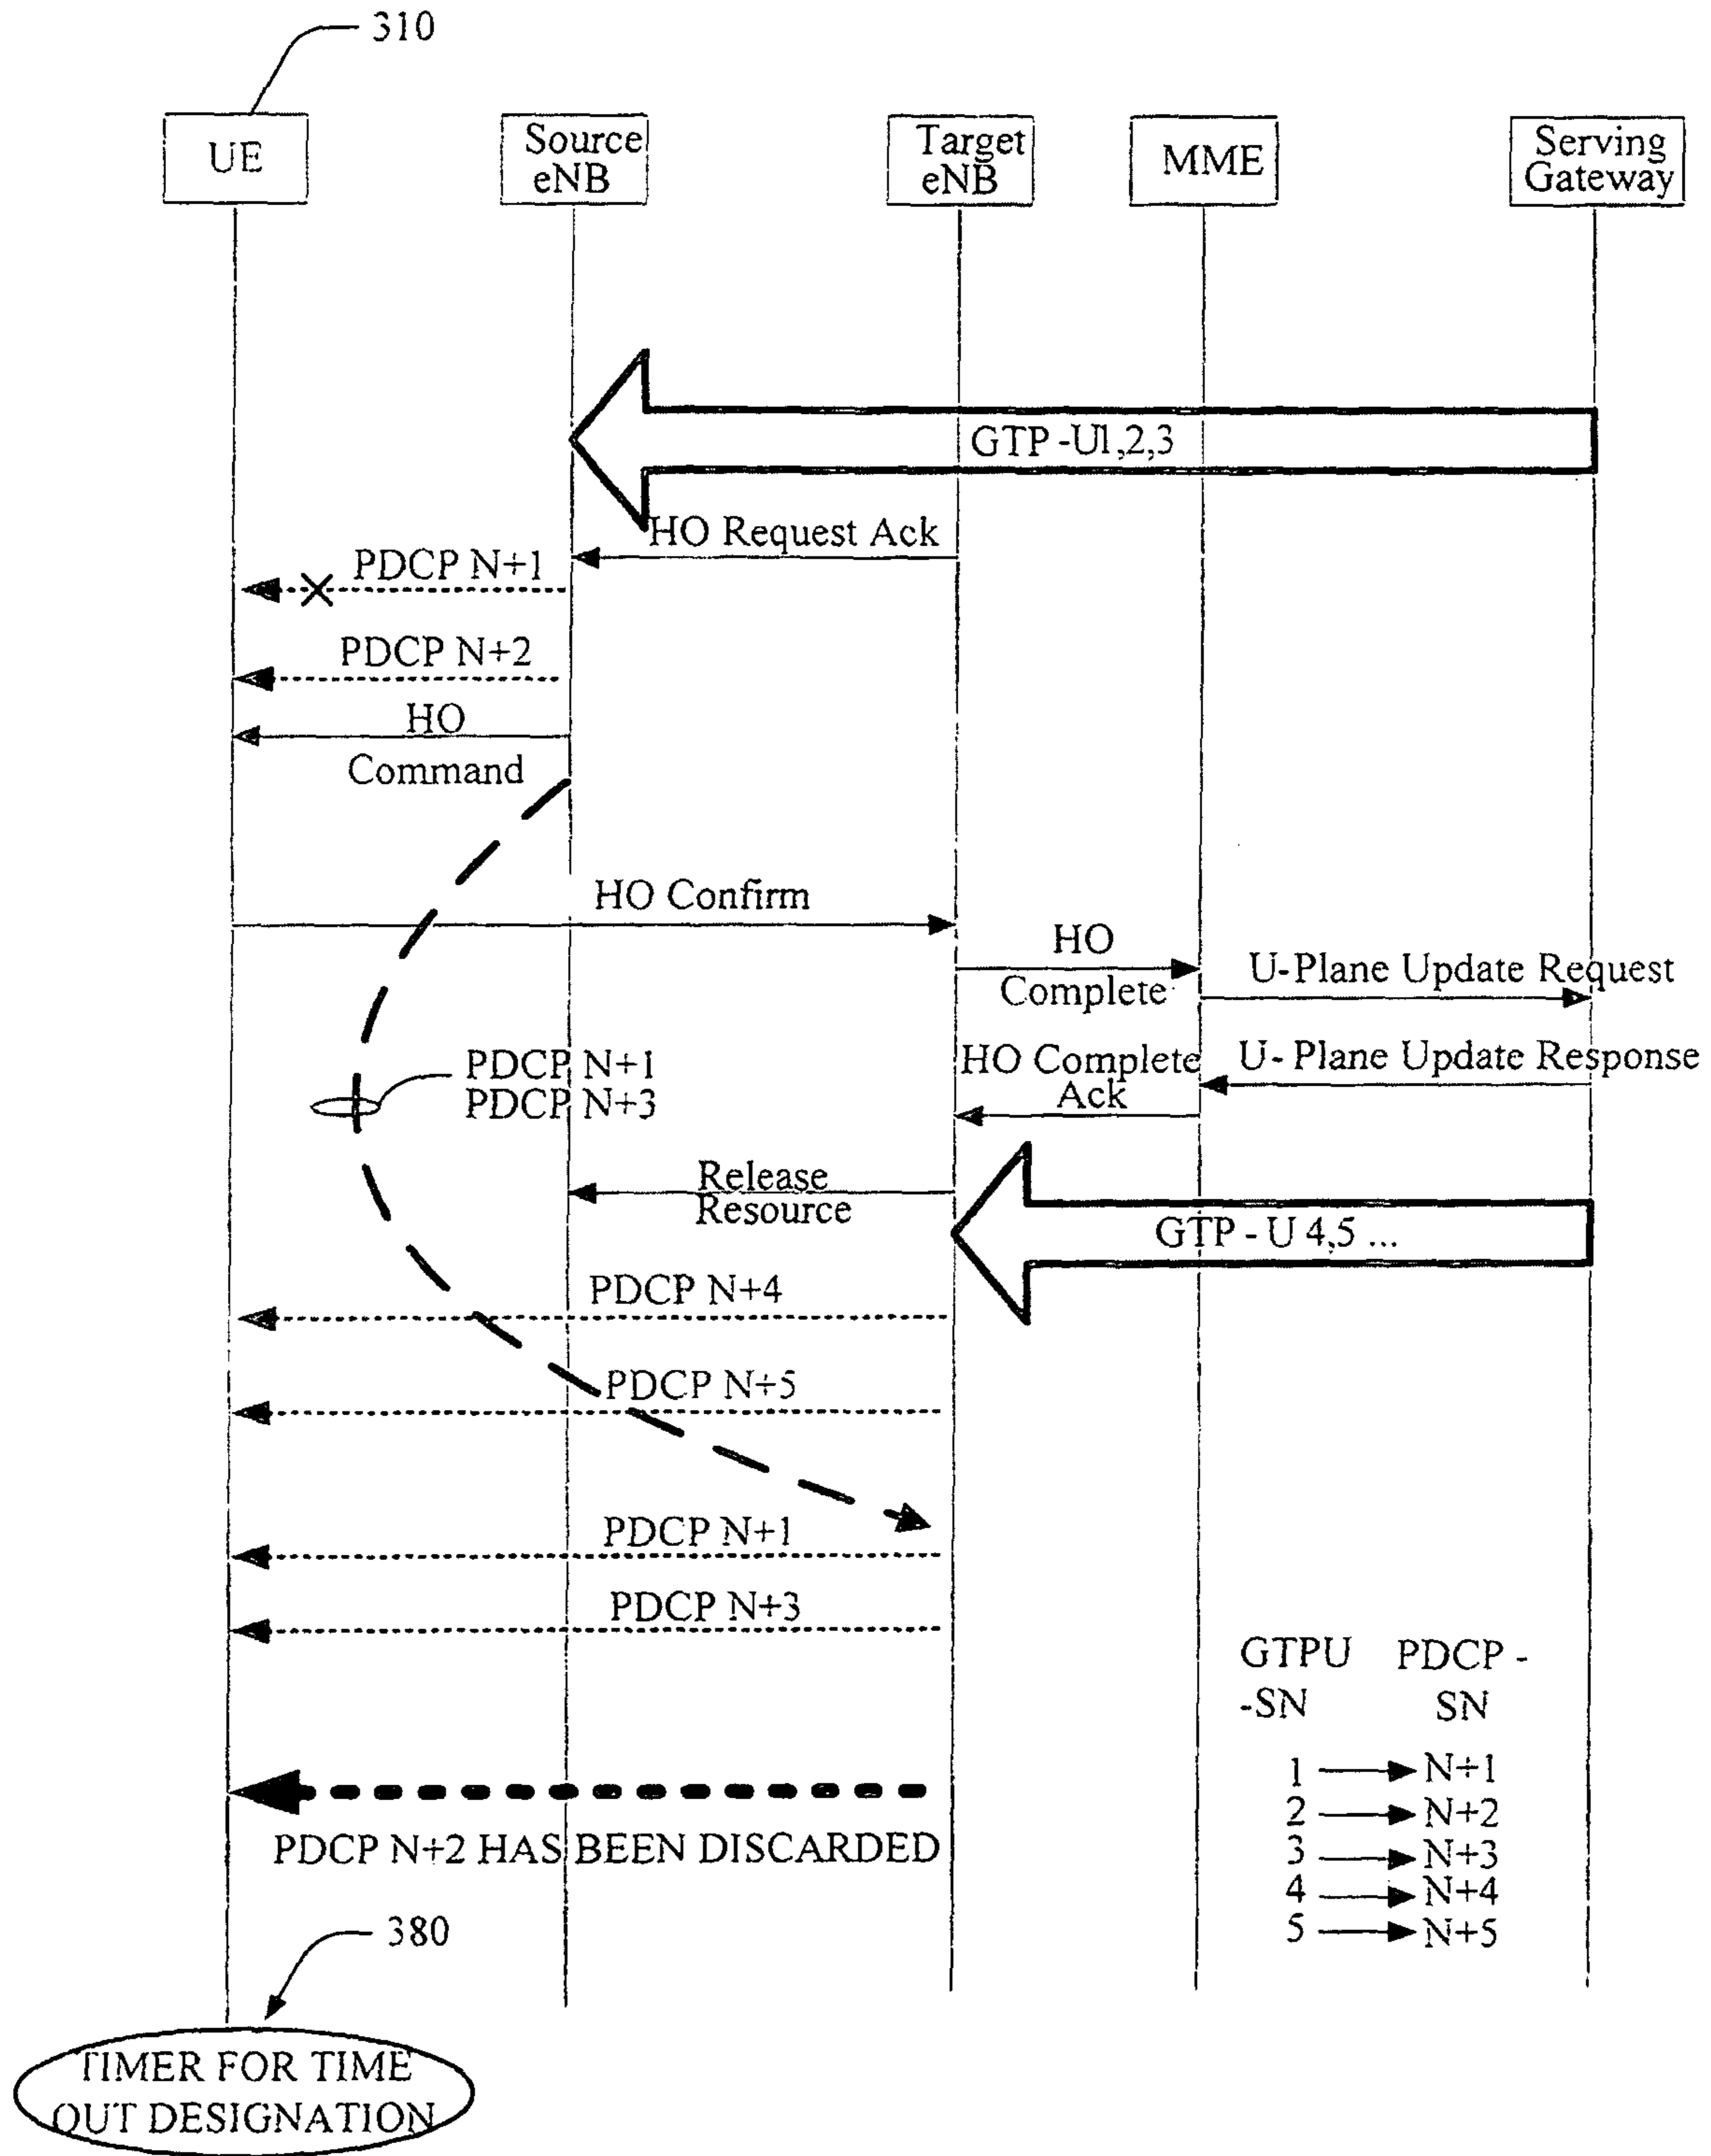 310
UE
Source
eNB
Target
eNB
MME
Serving
Gateway
GTP -U1,2,3
HO Request Ack
PDCP N+1
PDCP N+2
HO
Command
HO Confirm
HO
Complete
U-Plane Update Request
PDCP N+1
PDCP N+3
HO Complete
Ack
U- Plane Update Response
Release
Resource
GTP - U 4,5 ...
PDCP N+4
PDCP N+5
PDCP N+1
PDCP N+3
GTPU PDCP -
-SN SN
1 N+1
2 N+2
3 N+3
4 N+4
5 N+5
PDCP N+2 HAS BEEN DISCARDED
380
TIMER FOR TIME
OUT DESIGNATION